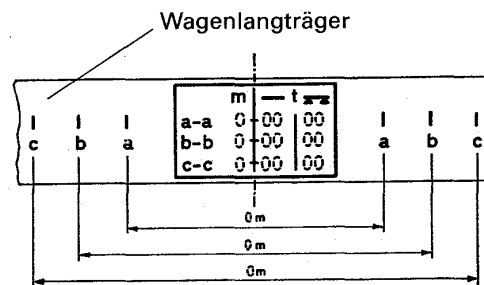 Wagenlangträger
m — t
a-a 0-00 00
b-b 0-00 00
c-c 0-00 00
c b a a b c
0m
0m
0m